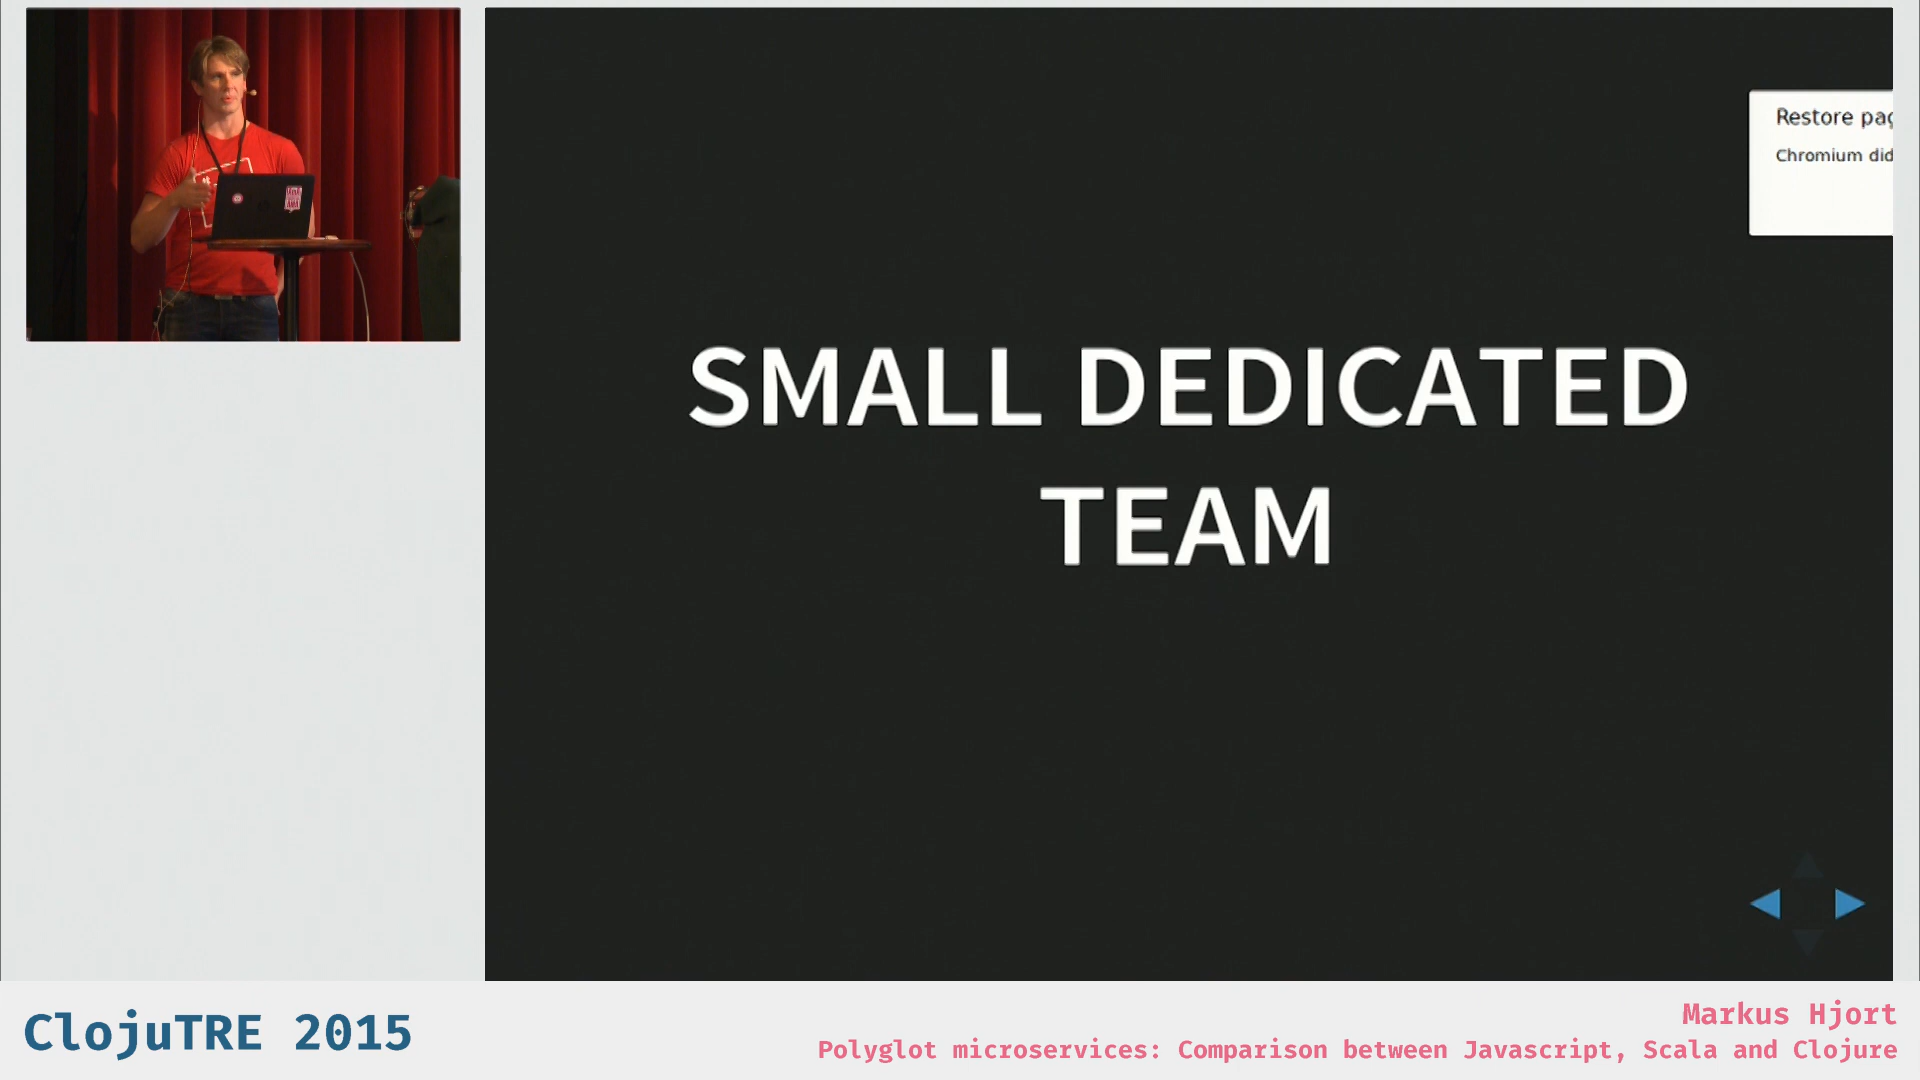 Restore pag
Chromium did
SMALL DEDICATED
TEAM
ClojuTRE 2015
Markus Hjort
Polyglot microservices: Comparison between Javascript, Scala and Clojure